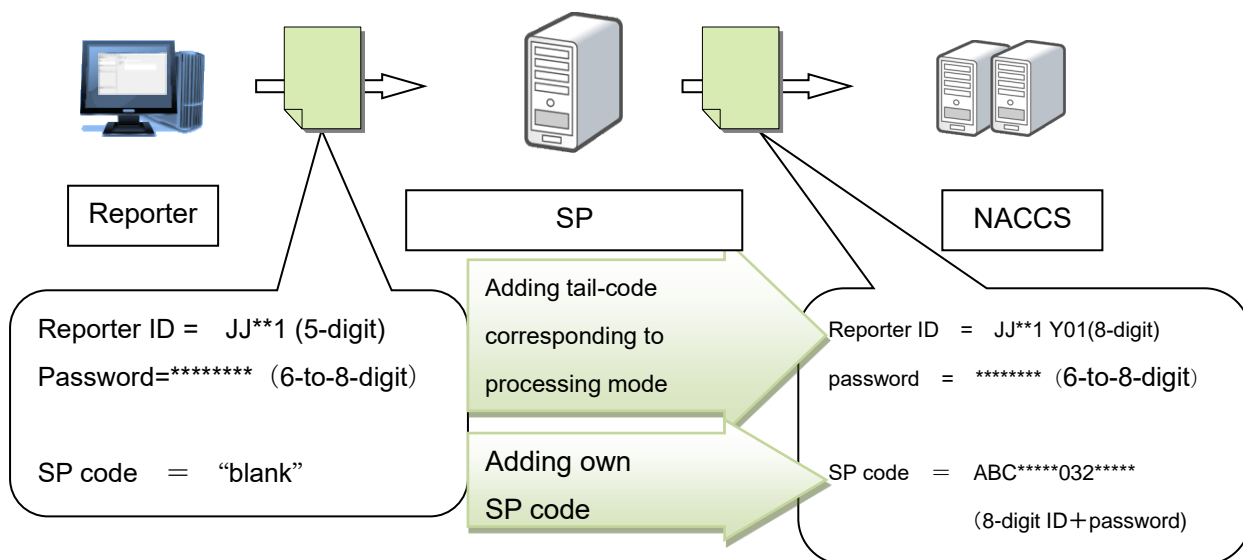 Reporter
SP
NACCS
Reporter ID = JJ**1 (5-digit)
Password=******** （6-to-8-digit）
SP code ＝ “blank”
Adding tail-code
corresponding to
processing mode
Adding own
SP code
Reporter ID = JJ**1 Y01(8-digit)
password = ******** （6-to-8-digit）
SP code ＝ ABC*****032*****
(8-digit ID＋password)